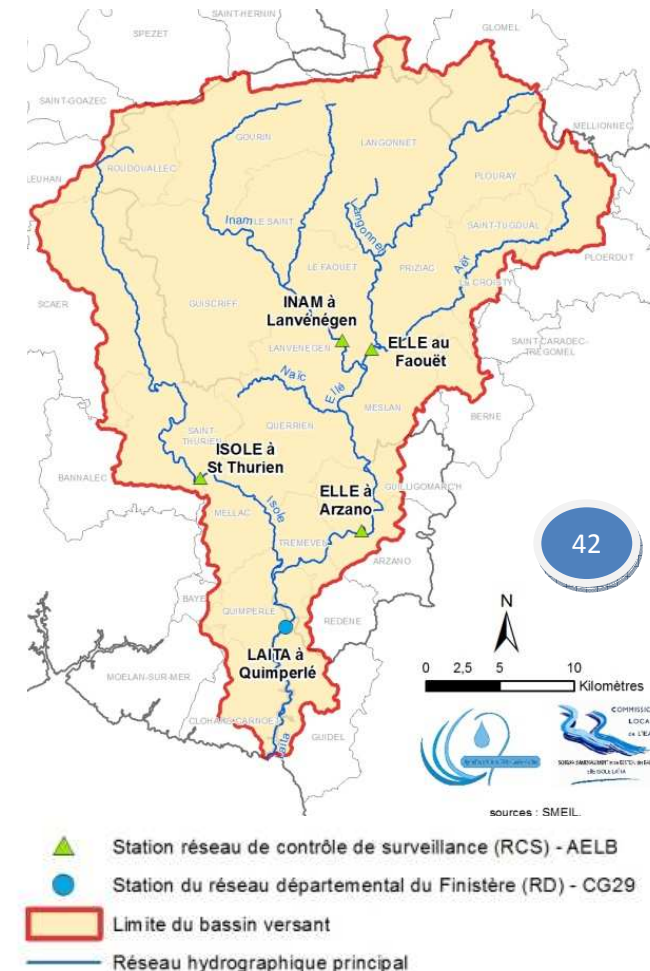 SAINT-HERNIN
SPEZET
GLOMEL
SAINT-GOAZEC
MELLIONNEC
GOURIN
LANGONNET
LEUHAN
ROUDOUALLEC
PLOURAY
Inam
LE SAINT
Langonnet
SAINT-TUGDUAL
PLOERDUT
LE FAOUET
PRIZIAC
Aër
LE CROISTY
SCAER
GUISCRIFF
INAM à
Lanvénégen
ELLE au
Faouët
LANVENEGEN
SAINT-CARADEC-
TREGOMEL
Naïc
Ellé
MESLAN
BERNE
QUERRIEN
SAINT-
THURIEN
ISOLE à
St Thurien
BANNALEC
GUILLIGOMARC'H
ELLE à
Arzano
MELLAC
Isole
TREMEVEN
ARZANO
42
BAYE
QUIMPERLE
REDENE
N
LAITA à
Quimperlé
MOELAN-SUR-MER
0 2,5 5 10
Kilomètres
CLOHARS-CARNOET
GUIDEL
Laïta
COMMISSION
LOCALE
de L'EAU
sources : SMEIL.
Station réseau de contrôle de surveillance (RCS) - AELB
Station du réseau départemental du Finistère (RD) - CG29
Limite du bassin versant
Réseau hydrographique principal